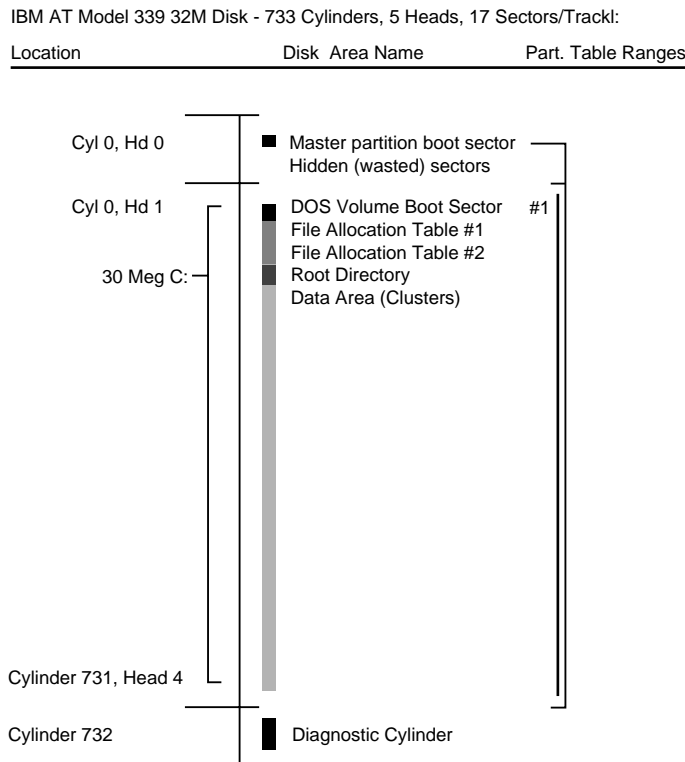 IBM AT Model 339 32M Disk - 733 Cylinders, 5 Heads, 17 Sectors/Trackl:
Location Disk Area Name Part. Table Ranges
Cyl 0, Hd 0 Master partition boot sector
Hidden (wasted) sectors
Cyl 0, Hd 1 DOS Volume Boot Sector #1
File Allocation Table #1
File Allocation Table #2
30 Meg C: Root Directory
Data Area (Clusters)
Cylinder 731, Head 4
Cylinder 732 Diagnostic Cylinder